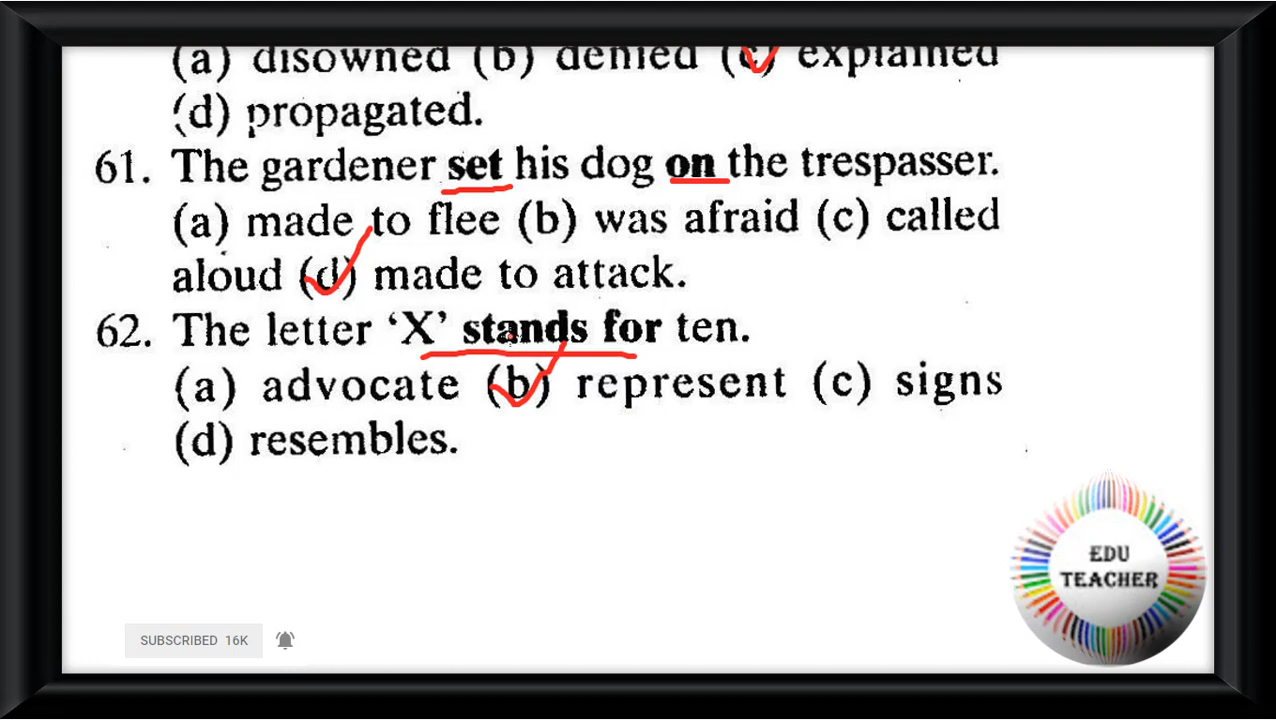 (a) disowned (b) denied (c) explained
(d) propagated.
61. The gardener set his dog on the trespasser.
(a) made to flee (b) was afraid (c) called
aloud (d) made to attack.
62. The letter ‘X’ stands for ten.
(a) advocate (b) represent (c) signs
(d) resembles.
EDU
TEACHER
SUBSCRIBED 16K